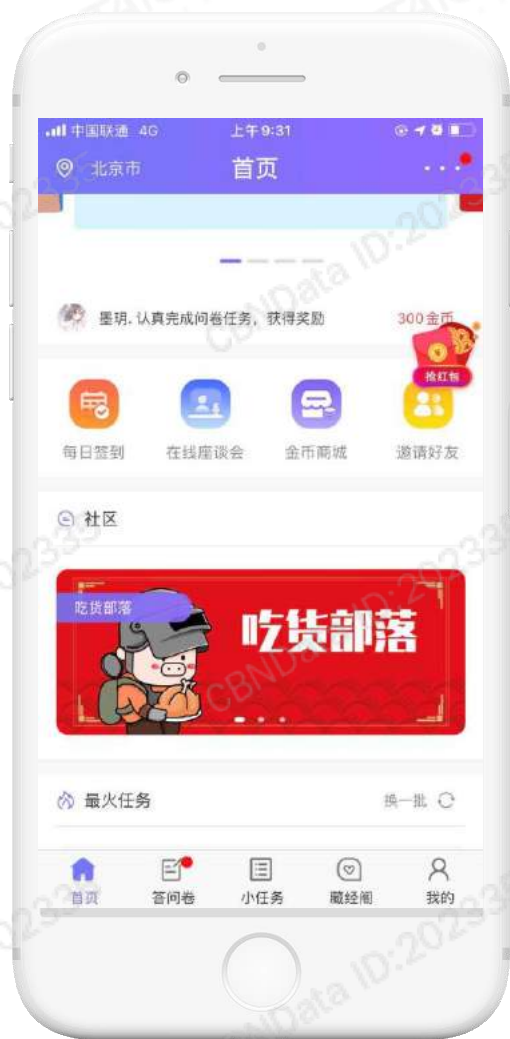 中国联通 4G 上午9:31
北京市 首页
墨玥.认真完成问卷任务，获得奖励 300金币
抢红包
每日签到 在线座谈会 金币商城 邀请好友
社区
吃货部落
吃货部落
最火任务 换一批
首页 答问卷 小任务 藏经阁 我的
CBNData ID:202335